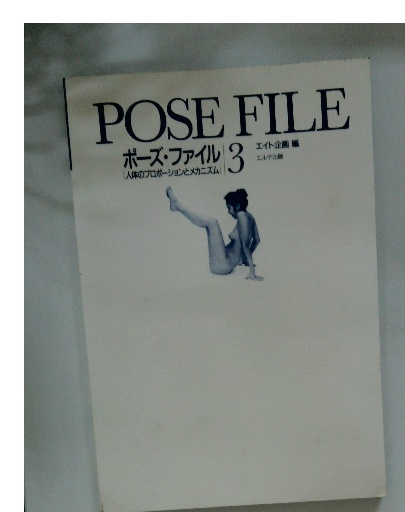 POSE FILE
ポーズ・ファイル 3
[人体のプロポーションとメカニズム]
エイト企画 編
エルテ出版